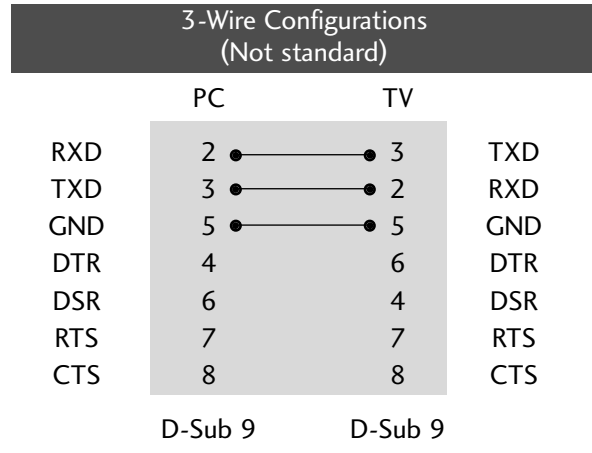 3-Wire Configurations
(Not standard)
PC TV
RXD 2 3 TXD
TXD 3 2 RXD
GND 5 5 GND
DTR 4 6 DTR
DSR 6 4 DSR
RTS 7 7 RTS
CTS 8 8 CTS
D-Sub 9 D-Sub 9